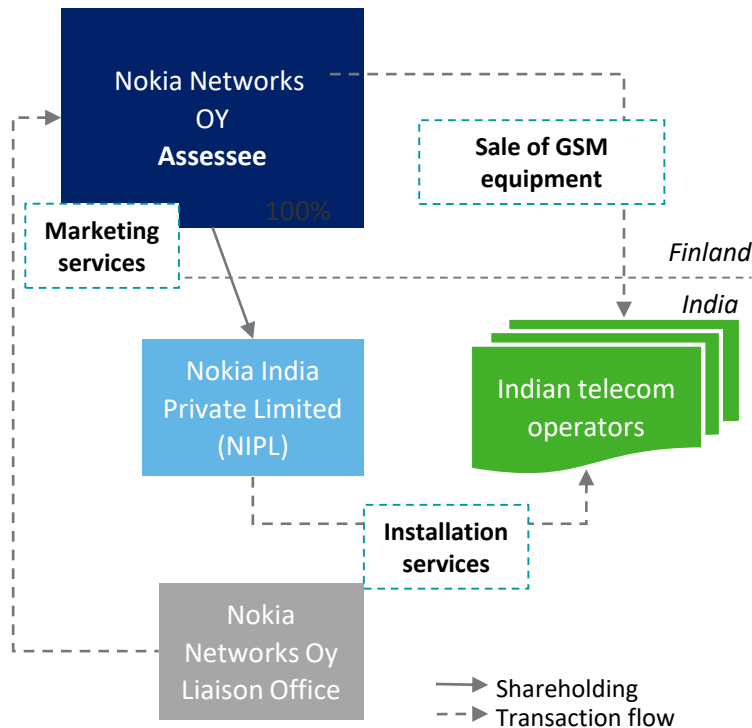 Nokia Networks
OY
Assessee
100%
Sale of GSM
equipment
Marketing
services
Finland
India
Nokia India
Private Limited
(NIPL)
Indian telecom
operators
Installation
services
Nokia
Networks Oy
Liaison Office
Shareholding
Transaction flow